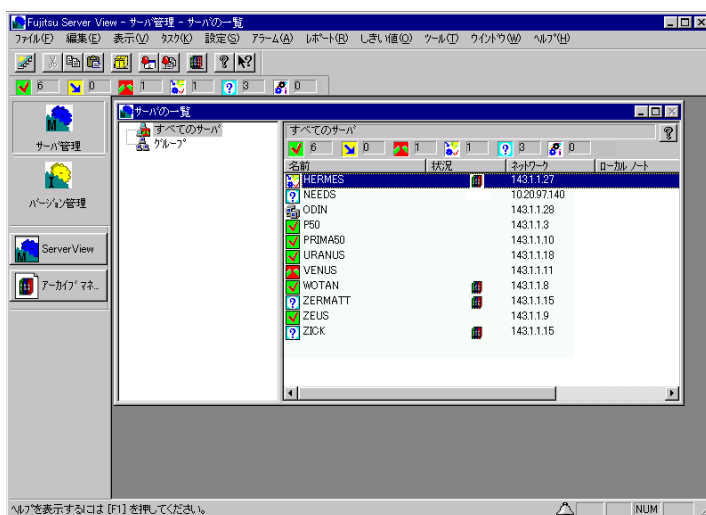 Fujitsu Server View - サーバ管理 - サーバの一覧
ファイル(F) 編集(E) 表示(V) タスク(K) 設定(S) アラーム(A) レポート(R) しきい値(O) ツール(T) ウインドウ(W) ヘルプ(H)
6 0 1 1 3 0
サーバ管理
バージョン管理
ServerView
アーカイブ マネ...
サーバの一覧
すべてのサーバ
グループ
すべてのサーバ
6 0 1 1 3 0
名前 状況 ネットワーク ローカル ノート
HERMES 143.1.1.27
NEEDS 10.20.97.140
ODIN 143.1.1.28
P50 143.1.1.3
PRIMA50 143.1.1.10
URANUS 143.1.1.18
VENUS 143.1.1.11
WOTAN 143.1.1.8
ZERMATT 143.1.1.15
ZEUS 143.1.1.9
ZICK 143.1.1.15
ヘルプを表示するには [F1] を押してください。 NUM